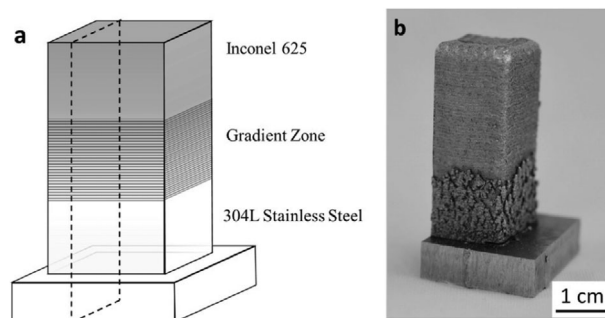 a
Inconel 625
Gradient Zone
304L Stainless Steel
b
1 cm